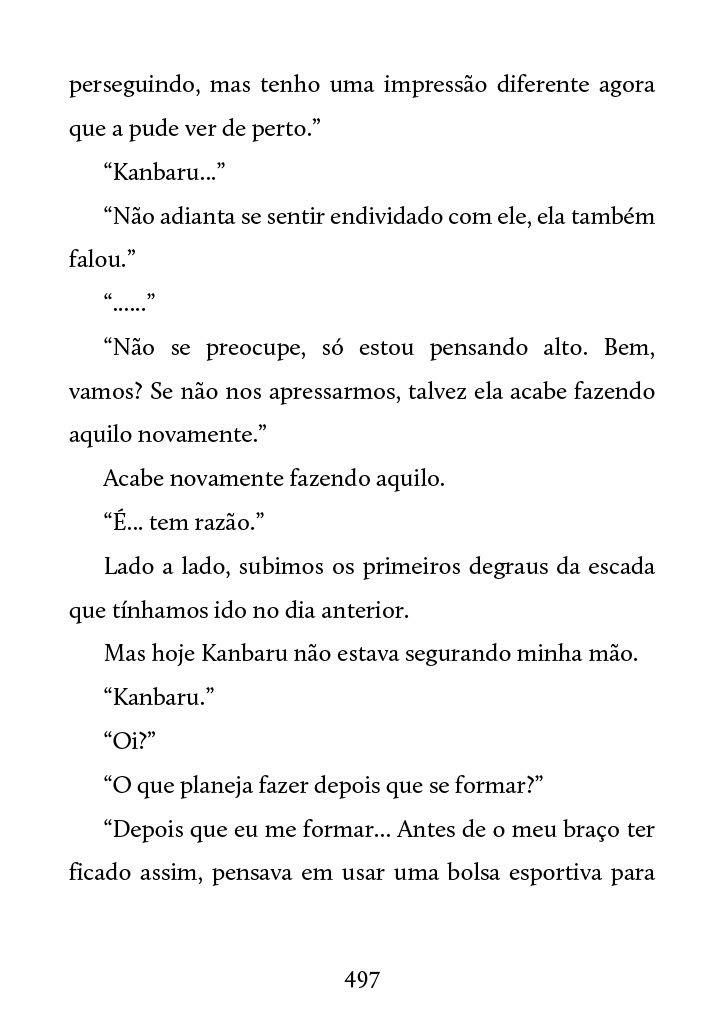 perseguindo, mas tenho uma impressão diferente agora
que a pude ver de perto.”
“Kanbaru...”
“Não adianta se sentir endividado com ele, ela também
falou.”
“......”
“Não se preocupe, só estou pensando alto. Bem,
vamos? Se não nos apressarmos, talvez ela acabe fazendo
aquilo novamente.”
Acabe novamente fazendo aquilo.
“É... tem razão.”
Lado a lado, subimos os primeiros degraus da escada
que tínhamos ido no dia anterior.
Mas hoje Kanbaru não estava segurando minha mão.
“Kanbaru.”
“Oi?”
“O que planeja fazer depois que se formar?”
“Depois que eu me formar... Antes de o meu braço ter
ficado assim, pensava em usar uma bolsa esportiva para
497